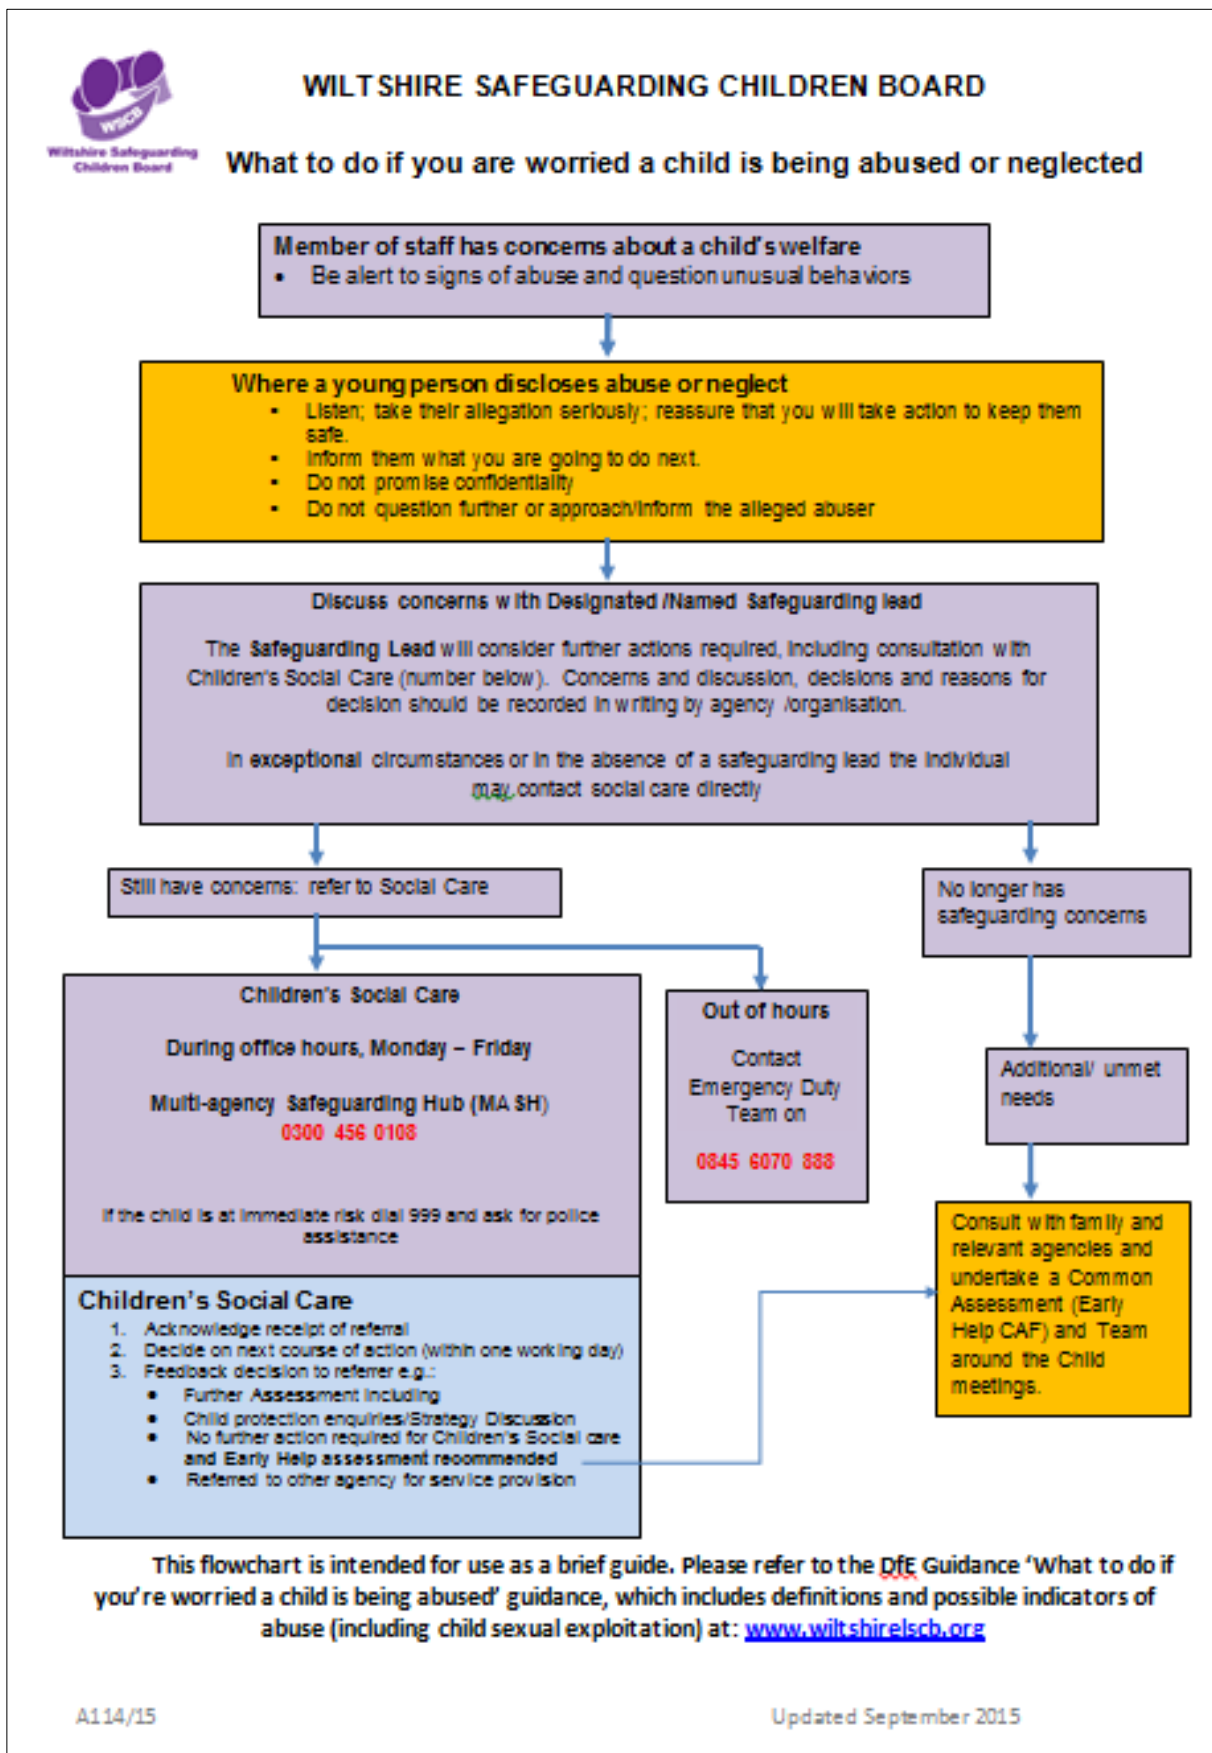 WSCB
Wiltshire Safeguarding
Children Board
WILTSHIRE SAFEGUARDING CHILDREN BOARD
What to do if you are worried a child is being abused or neglected
Member of staff has concerns about a child's welfare
• Be alert to signs of abuse and question unusual behaviors
Where a young person discloses abuse or neglect
▪ Listen; take their allegation seriously; reassure that you will take action to keep them
safe.
▪ Inform them what you are going to do next.
▪ Do not promise confidentiality
▪ Do not question further or approach/inform the alleged abuser
Discuss concerns with Designated /Named Safeguarding lead
The Safeguarding Lead will consider further actions required, including consultation with
Children's Social Care (number below). Concerns and discussion, decisions and reasons for
decision should be recorded in writing by agency /organisation.
In exceptional circumstances or in the absence of a safeguarding lead the individual
may contact social care directly
Still have concerns: refer to Social Care
No longer has
safeguarding concerns
Children's Social Care
During office hours, Monday – Friday
Multi-agency Safeguarding Hub (MASH)
0300 456 0108
If the child is at immediate risk dial 999 and ask for police
assistance
Out of hours
Contact
Emergency Duty
Team on
0845 6070 888
Additional/ unmet
needs
Consult with family and
relevant agencies and
undertake a Common
Assessment (Early
Help CAF) and Team
around the Child
meetings.
Children's Social Care
1. Acknowledge receipt of referral
2. Decide on next course of action (within one working day)
3. Feedback decision to referrer e.g.:
• Further Assessment including
• Child protection enquiries/Strategy Discussion
• No further action required for Children's Social care
and Early Help assessment recommended
• Referred to other agency for service provision
This flowchart is intended for use as a brief guide. Please refer to the DfE Guidance 'What to do if
you're worried a child is being abused' guidance, which includes definitions and possible indicators of
abuse (including child sexual exploitation) at: www.wiltshirelscb.org
A114/15
Updated September 2015